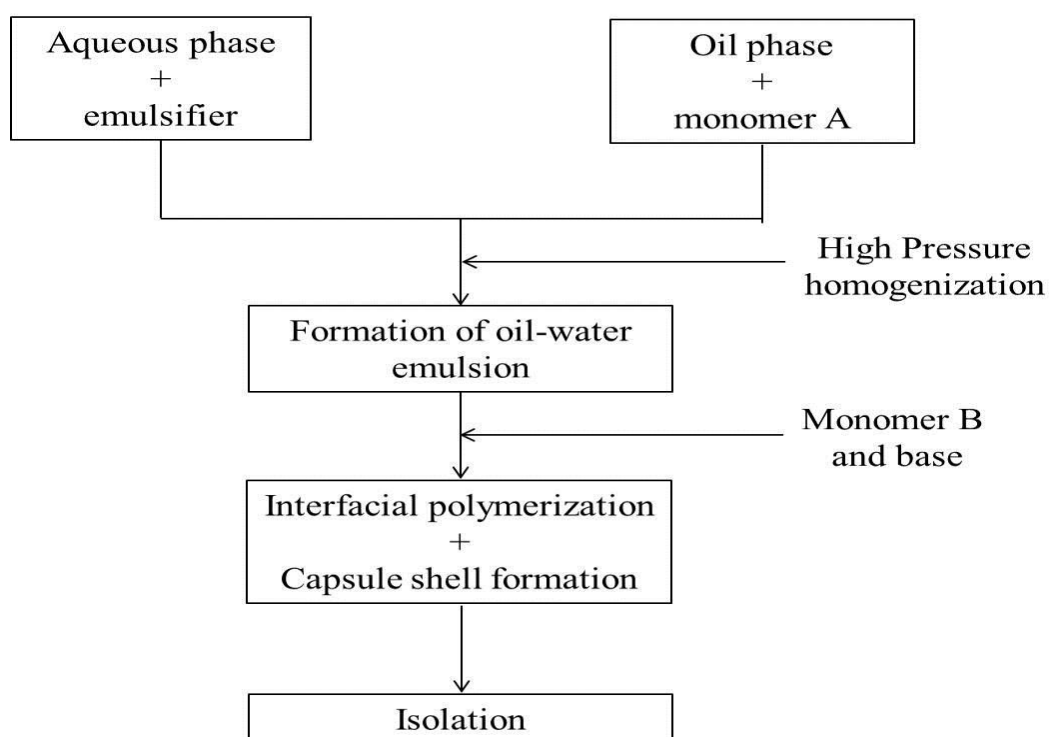 Aqueous phase
+
emulsifier
Oil phase
+
monomer A
High Pressure
homogenization
Formation of oil-water
emulsion
Monomer B
and base
Interfacial polymerization
+
Capsule shell formation
Isolation